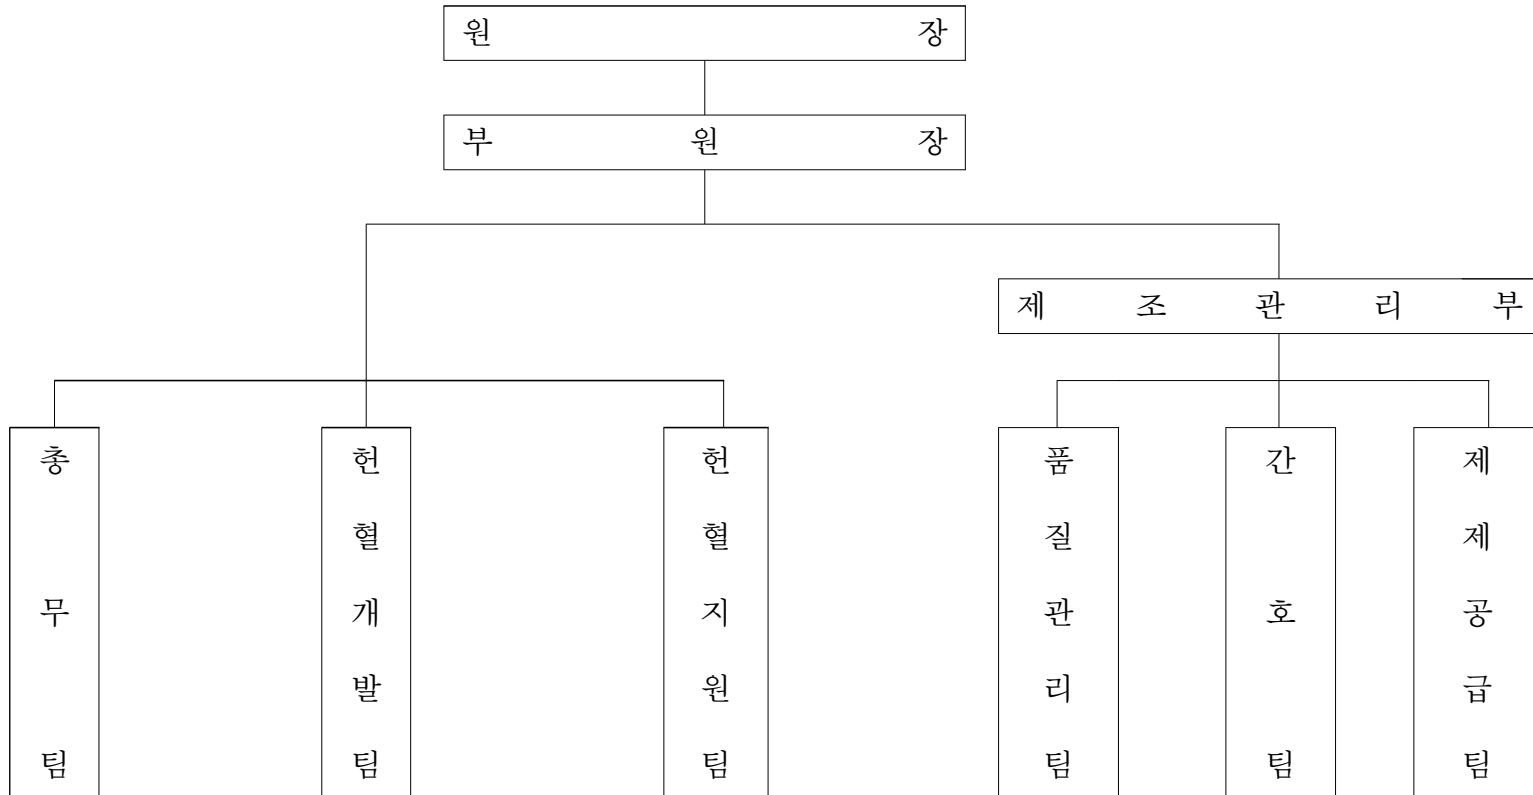 원 장
부 원 장
제 조 관 리 부
총무팀
헌혈개발팀
헌혈지원팀
품질관리팀
간호팀
제제공급팀